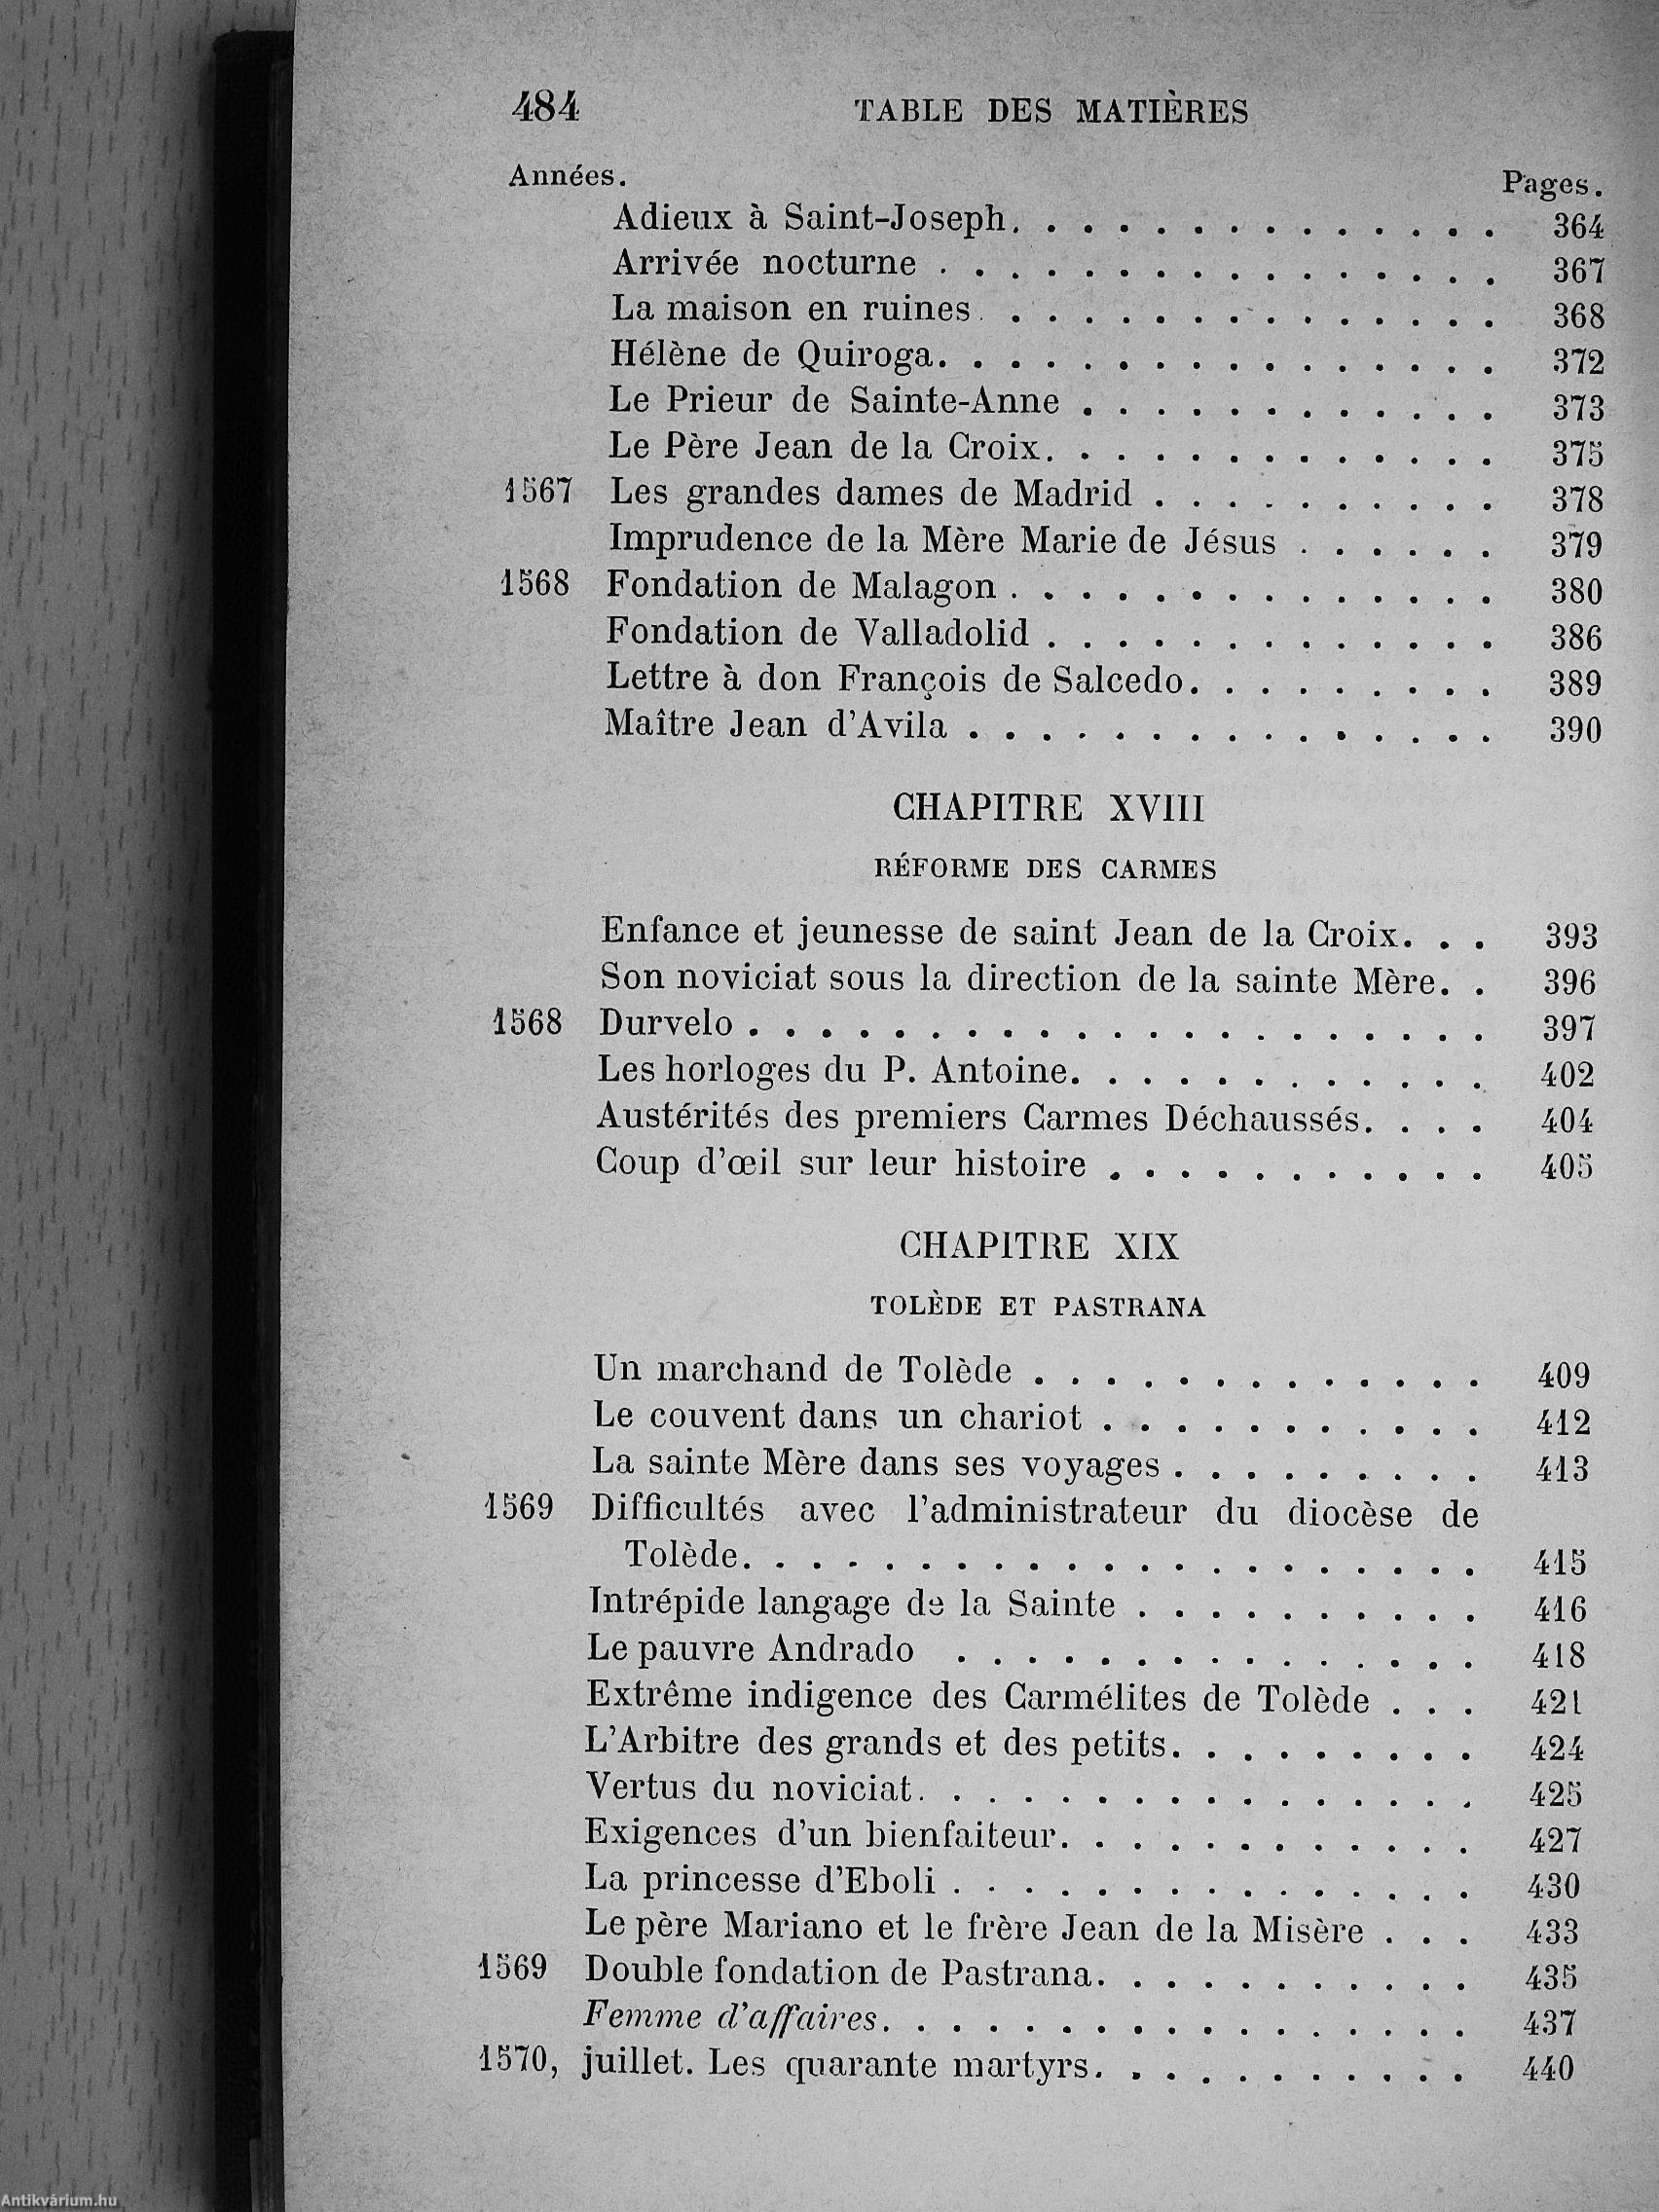 484 TABLE DES MATIÈRES
Années. Pages.
Adieux à Saint-Joseph. . . . . . . . . . . . . . 364
Arrivée nocturne . . . . . . . . . . . . . . . . 367
La maison en ruines. . . . . . . . . . . . . . . 368
Hélène de Quiroga. . . . . . . . . . . . . . . . 372
Le Prieur de Sainte-Anne . . . . . . . . . . . . 373
Le Père Jean de la Croix. . . . . . . . . . . . . 375
1567 Les grandes dames de Madrid . . . . . . . . . . 378
Imprudence de la Mère Marie de Jésus . . . . . . 379
1568 Fondation de Malagon . . . . . . . . . . . . . . 380
Fondation de Valladolid . . . . . . . . . . . . . 386
Lettre à don François de Salcedo. . . . . . . . . 389
Maître Jean d'Avila . . . . . . . . . . . . . . . 390
CHAPITRE XVIII
RÉFORME DES CARMES
Enfance et jeunesse de saint Jean de la Croix. . . 393
Son noviciat sous la direction de la sainte Mère. . 396
1568 Durvelo . . . . . . . . . . . . . . . . . . . . . 397
Les horloges du P. Antoine. . . . . . . . . . . . 402
Austérités des premiers Carmes Déchaussés. . . . 404
Coup d'œil sur leur histoire . . . . . . . . . . . 405
CHAPITRE XIX
TOLÈDE ET PASTRANA
Un marchand de Tolède . . . . . . . . . . . . . 409
Le couvent dans un chariot . . . . . . . . . . . 412
La sainte Mère dans ses voyages . . . . . . . . . 413
1569 Difficultés avec l'administrateur du diocèse de
Tolède. . . . . . . . . . . . . . . . . . . . . 415
Intrépide langage de la Sainte . . . . . . . . . . 416
Le pauvre Andrado . . . . . . . . . . . . . . . 418
Extrême indigence des Carmélites de Tolède . . . 421
L'Arbitre des grands et des petits. . . . . . . . . 424
Vertus du noviciat. . . . . . . . . . . . . . . . 425
Exigences d'un bienfaiteur. . . . . . . . . . . . 427
La princesse d'Eboli . . . . . . . . . . . . . . . 430
Le père Mariano et le frère Jean de la Misère . . . 433
1569 Double fondation de Pastrana. . . . . . . . . . . 435
Femme d'affaires. . . . . . . . . . . . . . . . . 437
1570, juillet. Les quarante martyrs. . . . . . . . . . . 440
Antikvárium.hu